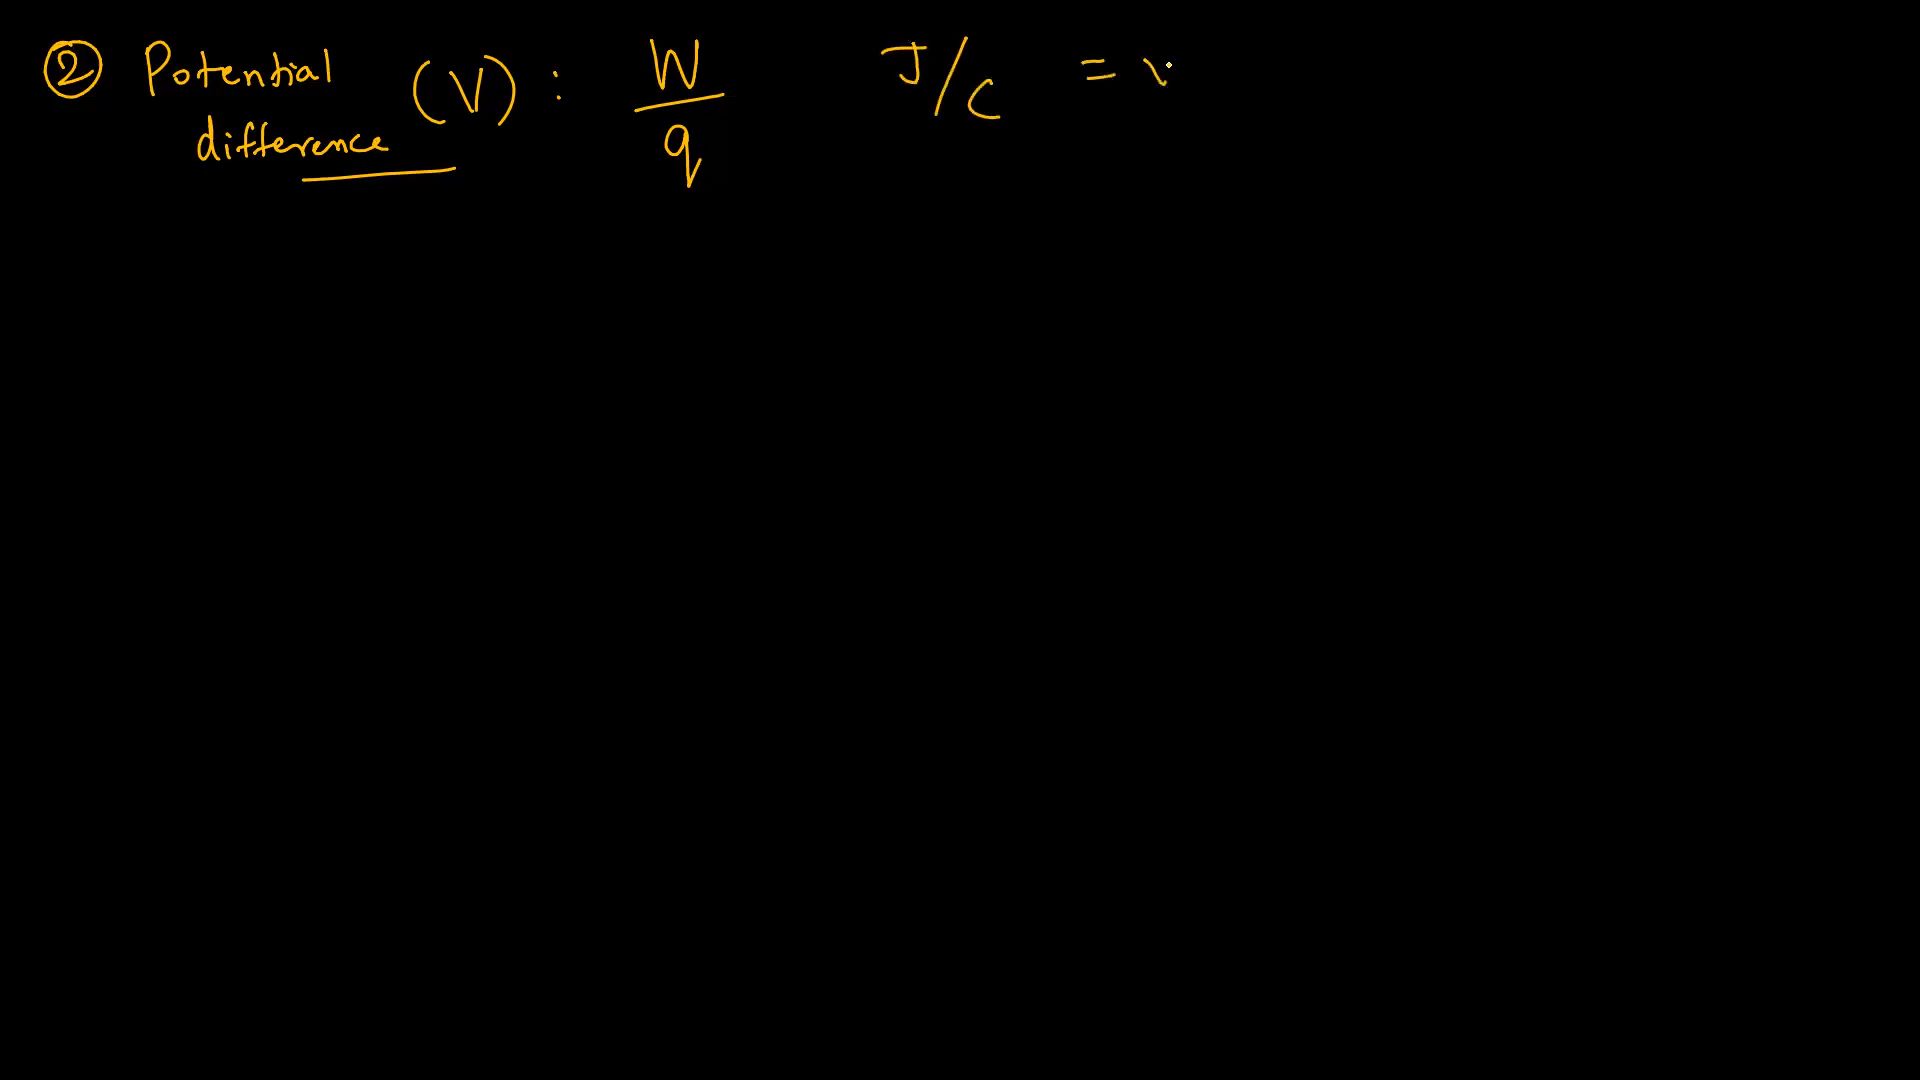 ② Potential difference (V) : W/q J/C = v